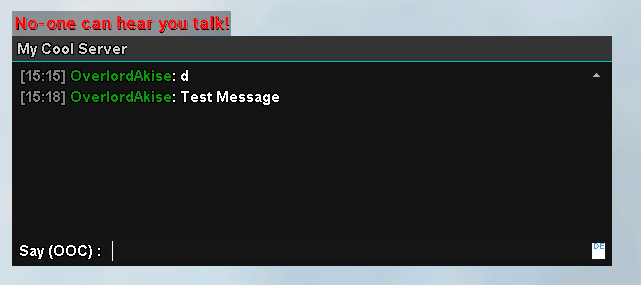 No-one can hear you talk!
My Cool Server
[15:15] OverlordAkise: d
[15:18] OverlordAkise: Test Message
Say (OOC) :
DE